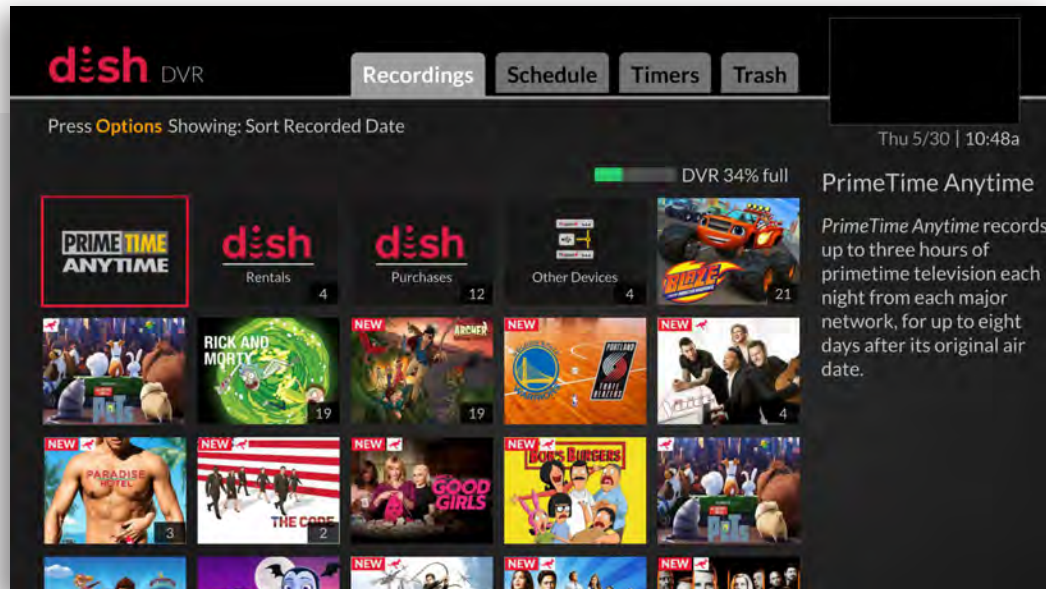 dish DVR
Recordings
Schedule
Timers
Trash
Press Options Showing: Sort Recorded Date
Thu 5/30 | 10:48a
DVR 34% full
PrimeTime Anytime
PrimeTime Anytime records
up to three hours of
primetime television each
night from each major
network, for up to eight
days after its original air
date.
PRIME TIME
ANYTIME
dish
Rentals
4
dish
Purchases
12
Other Devices
4
BLAZE
21
PETS
RICK AND
MORTY
19
NEW
ARCHER
19
NEW
WARRIORS
PORTLAND
TRAIL
BLAZERS
NEW
4
NEW
PARADISE
HOTEL
3
NEW
THE CODE
2
NEW
GOOD
GIRLS
NEW
BOB'S BURGERS
PETS
NEW
NEW
NEW